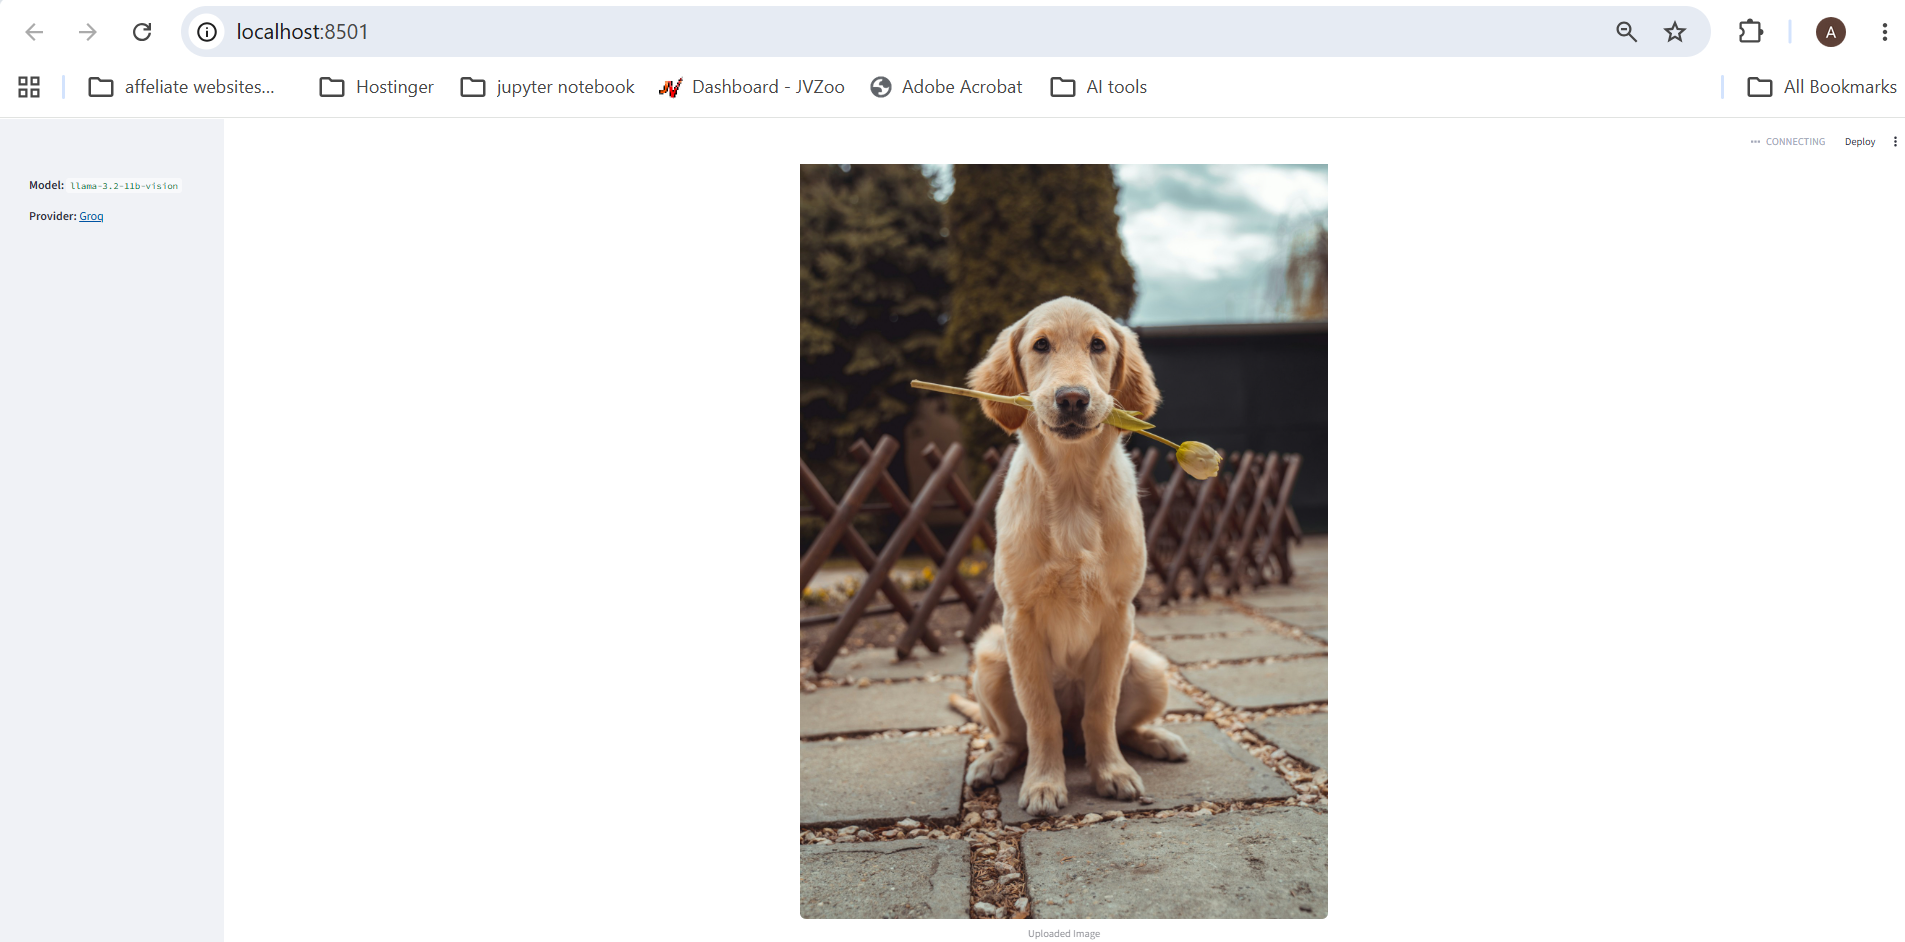 localhost:8501
A
affeliate websites...
Hostinger
jupyter notebook
Dashboard - JVZoo
Adobe Acrobat
AI tools
All Bookmarks
CONNECTING
Deploy
Model: llama-3.2-11b-vision
Provider: Groq
Uploaded Image